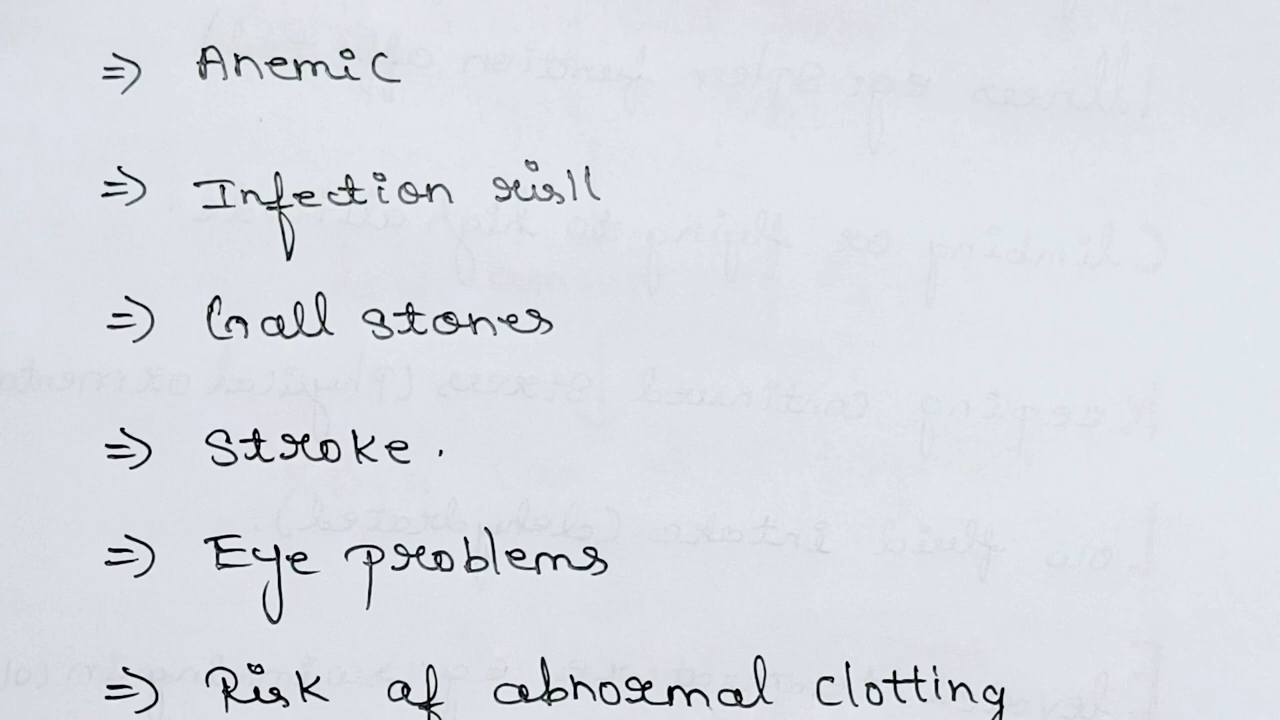 ⇒ Anemic
⇒ Infection risk
⇒ Gall stones
⇒ Stroke.
⇒ Eye problems
⇒ Risk of abnormal clotting